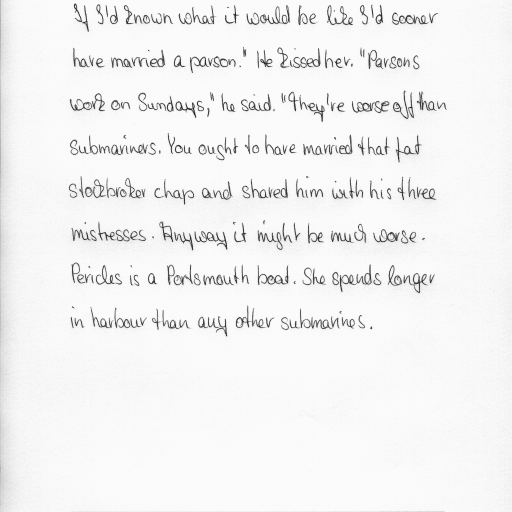 If I'd known what it would be like I'd sooner
have married a parson." He kissed her. "Parsons
work on Sundays," he said. "They're worse off than
submariners. You ought to have married that fat
stockbroker chap and shared him with his three
mistresses. Anyway it might be much worse.
Pericles is a Portsmouth boat. She spends longer
in harbour than any other submarines.